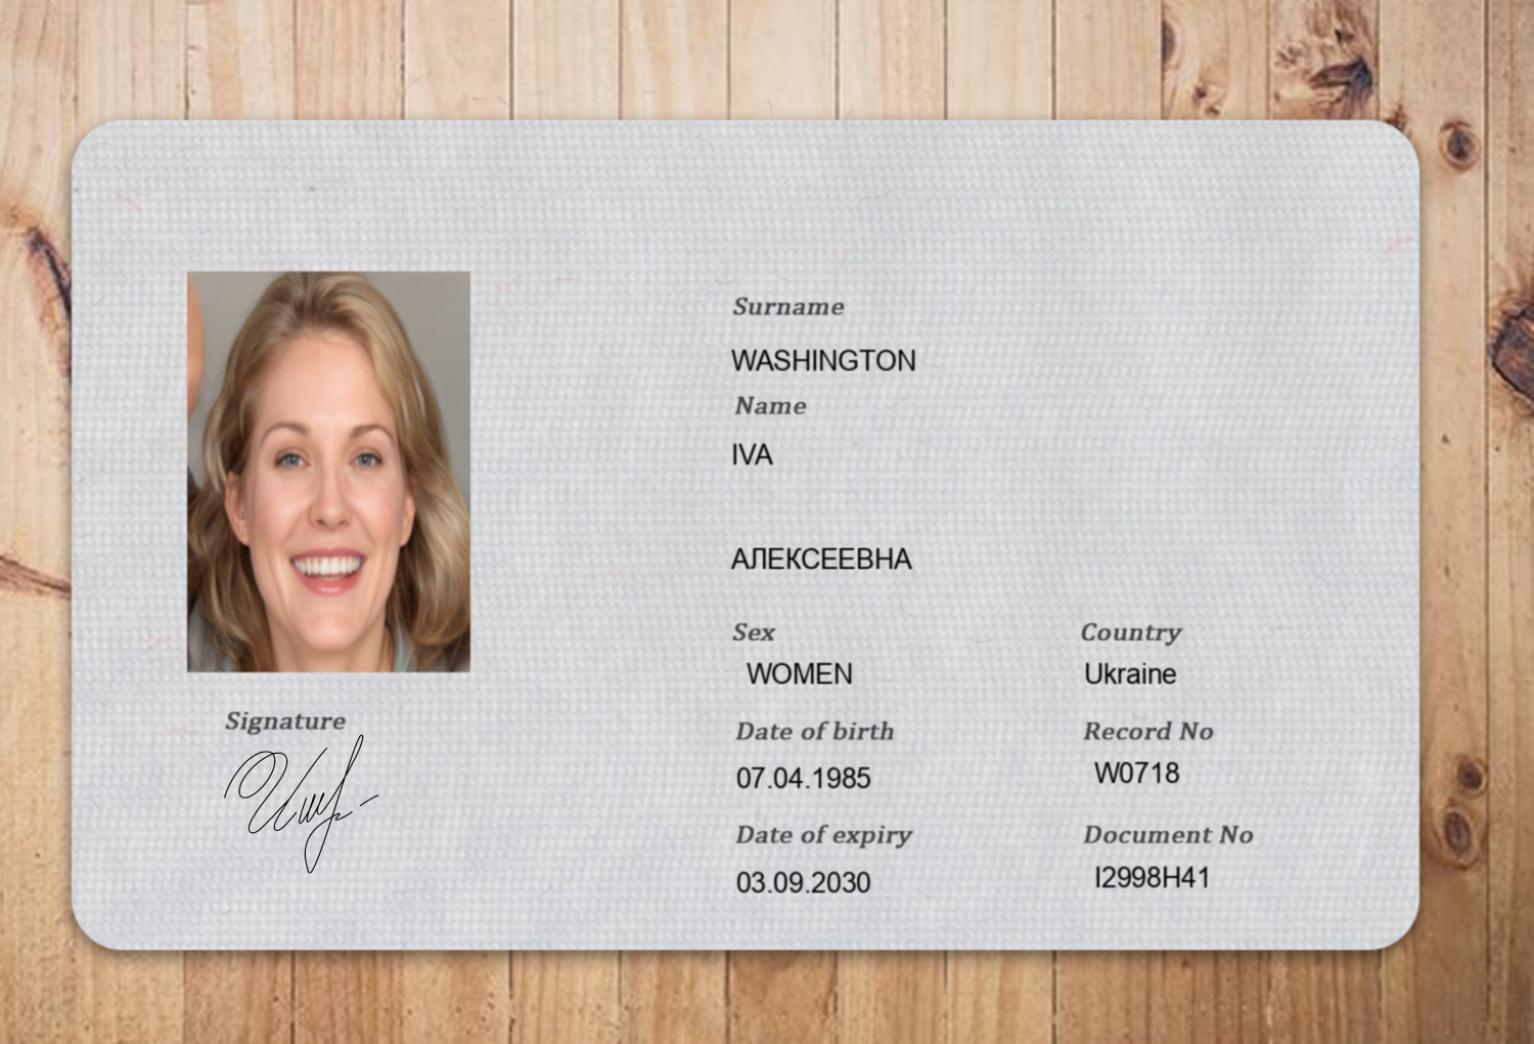 Surname
WASHINGTON
Name
IVA
АЛЕКСЕЕВНА
Sex
WOMEN
Country
Ukraine
Date of birth
07.04.1985
Record No
W0718
Date of expiry
03.09.2030
Document No
I2998H41
Signature